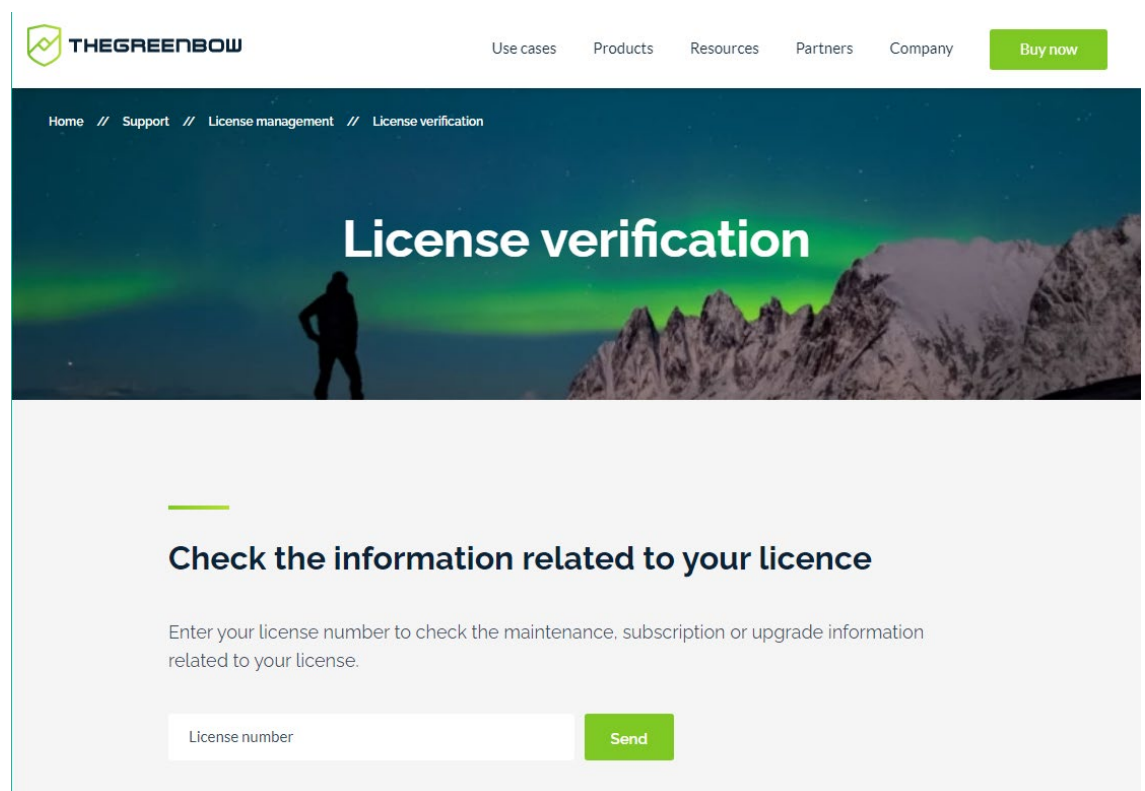 THEGREENBOW
Use cases Products Resources Partners Company Buy now
Home // Support // License management // License verification
License verification
Check the information related to your licence
Enter your license number to check the maintenance, subscription or upgrade information
related to your license.
License number Send